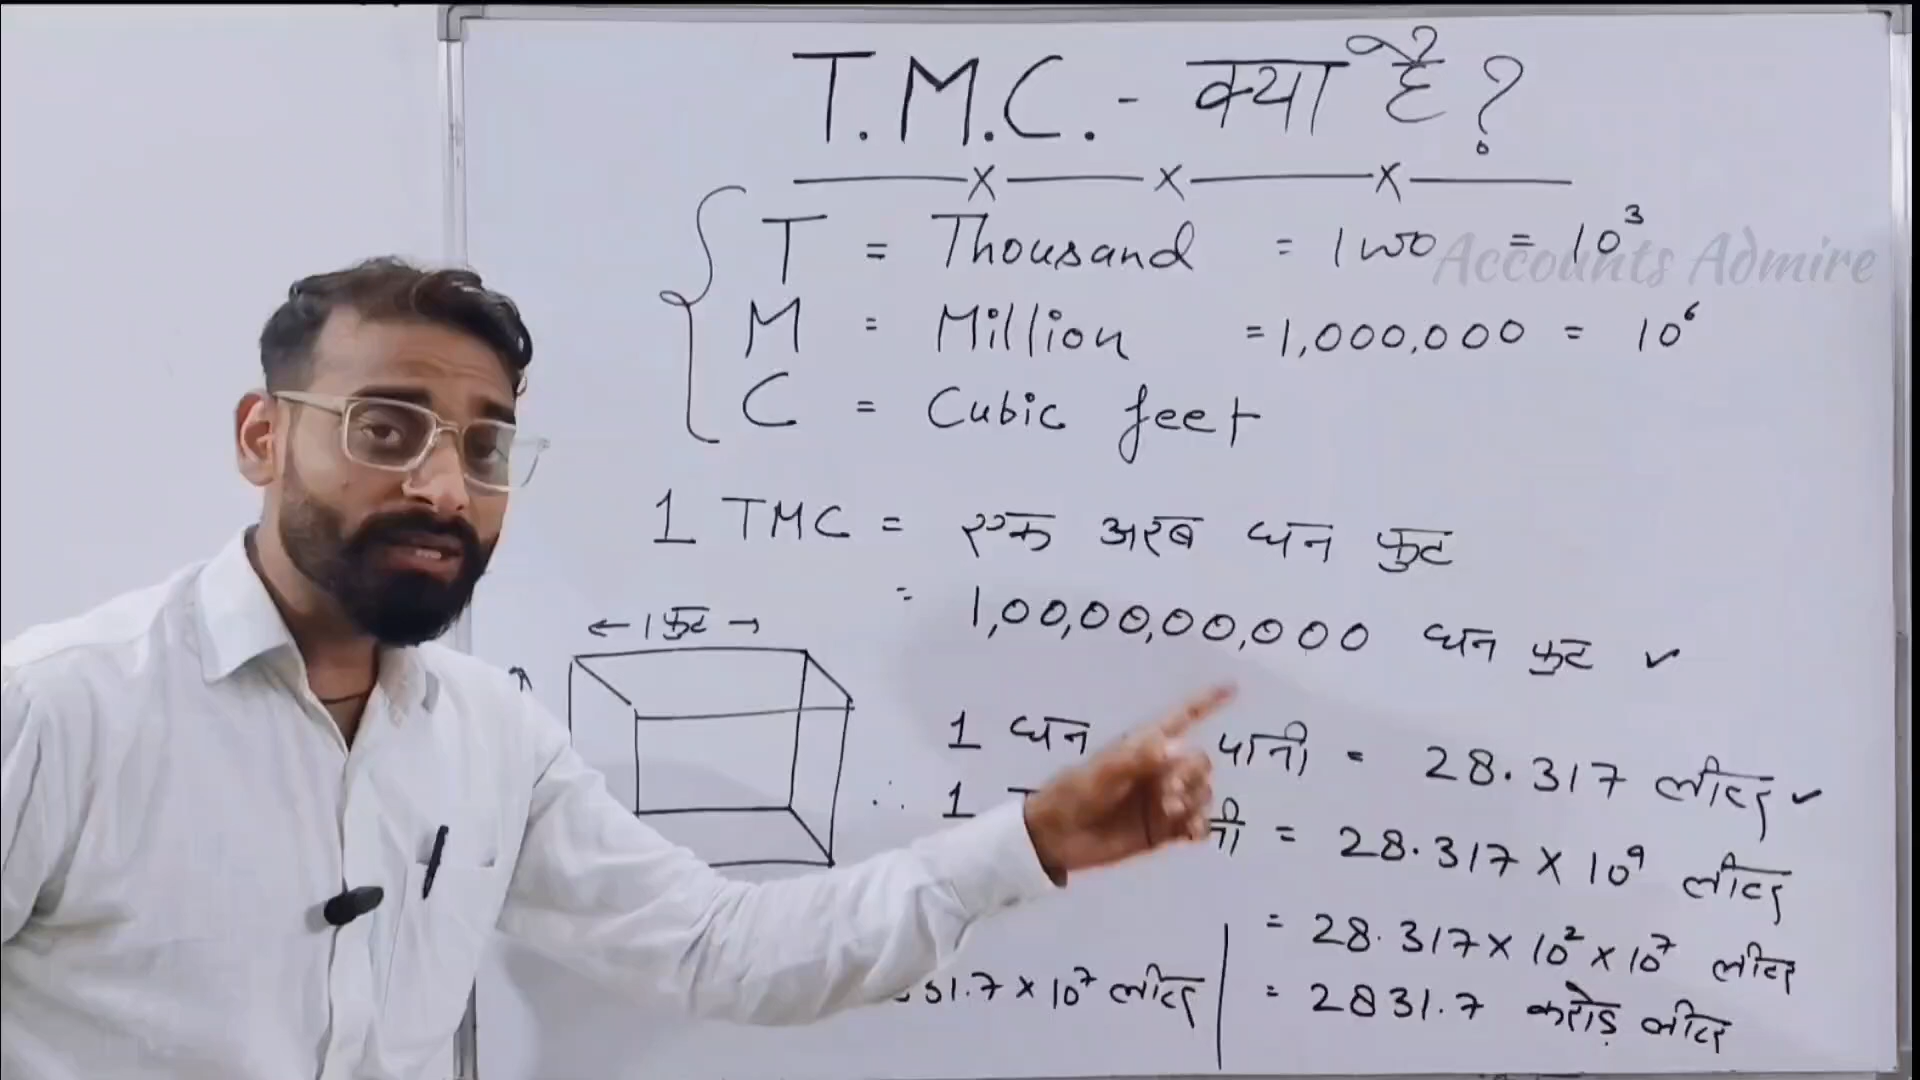 T.M.C. - क्या है?
T = Thousand = 1000 = 10³
Accounts Admire
M = Million = 1,000,000 = 10⁶
C = Cubic feet
1 TMC = एक अरब घन फुट
= 1,00,00,00,000 घन फुट ✓
← 1 फुट →
1 घन पानी = 28.317 लीटर ✓
∴ 1 = 28.317 × 10⁹ लीटर
= 28.317 × 10² × 10⁷ लीटर
31.7 × 10⁷ लीटर
= 2831.7 करोड़ लीटर